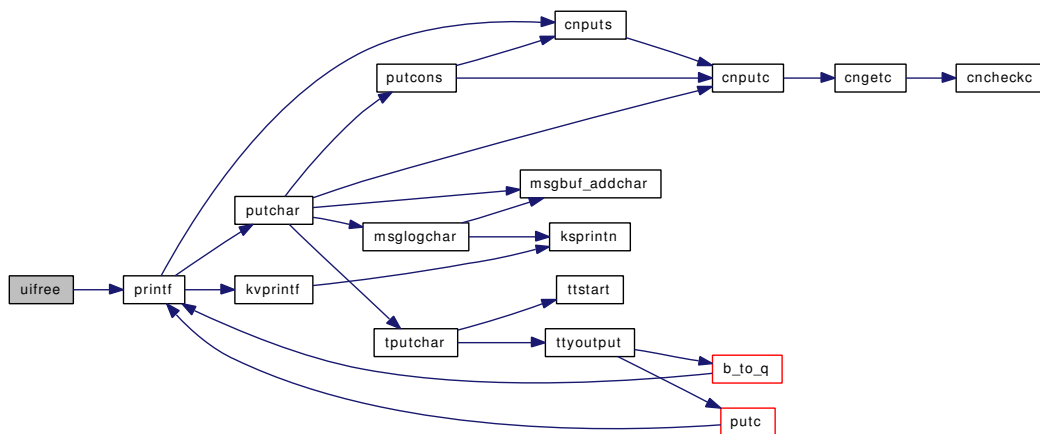 cnputs
putcons
cnputc
cngetc
cncheckc
msgbuf_addchar
putchar
msglogchar
ksprintn
uifree
printf
kvprintf
ttstart
tputchar
ttyoutput
b_to_q
putc